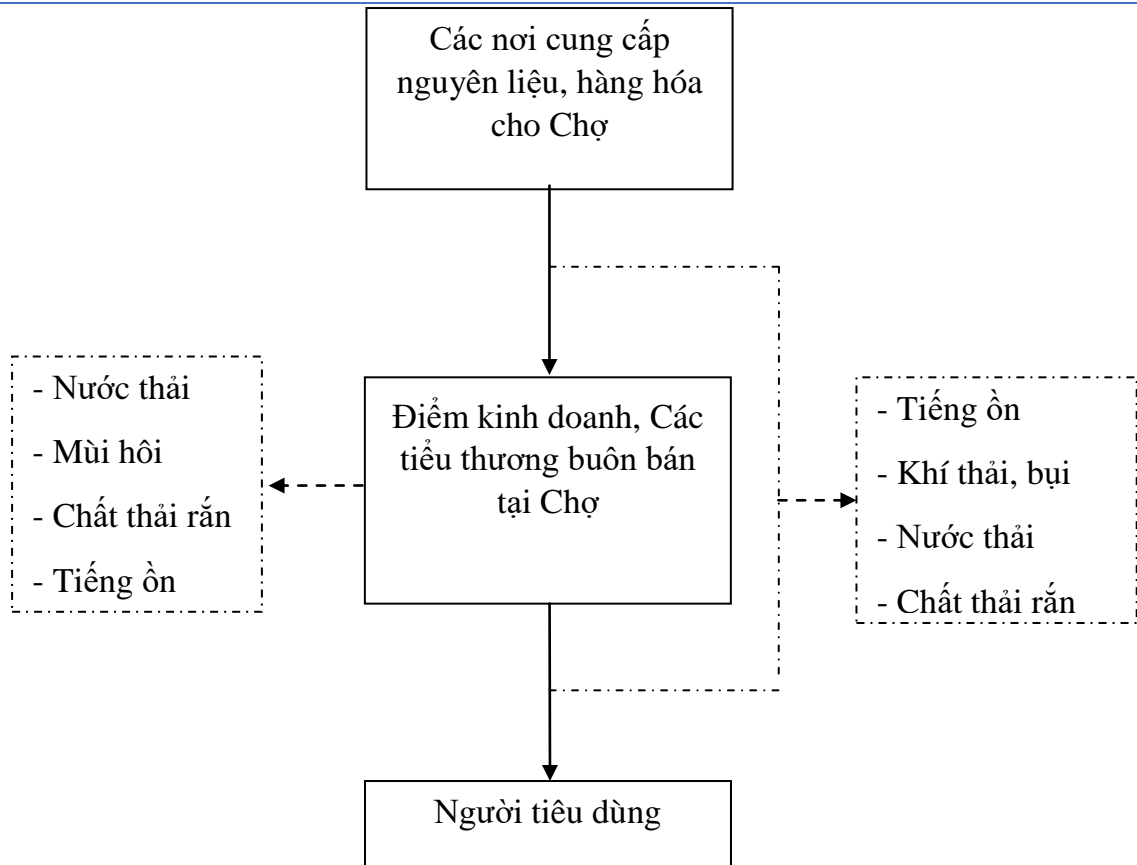 Các nơi cung cấp
nguyên liệu, hàng hóa
cho Chợ
- Nước thải
- Mùi hôi
- Chất thải rắn
- Tiếng ồn
Điểm kinh doanh, Các
tiểu thương buôn bán
tại Chợ
- Tiếng ồn
- Khí thải, bụi
- Nước thải
- Chất thải rắn
Người tiêu dùng